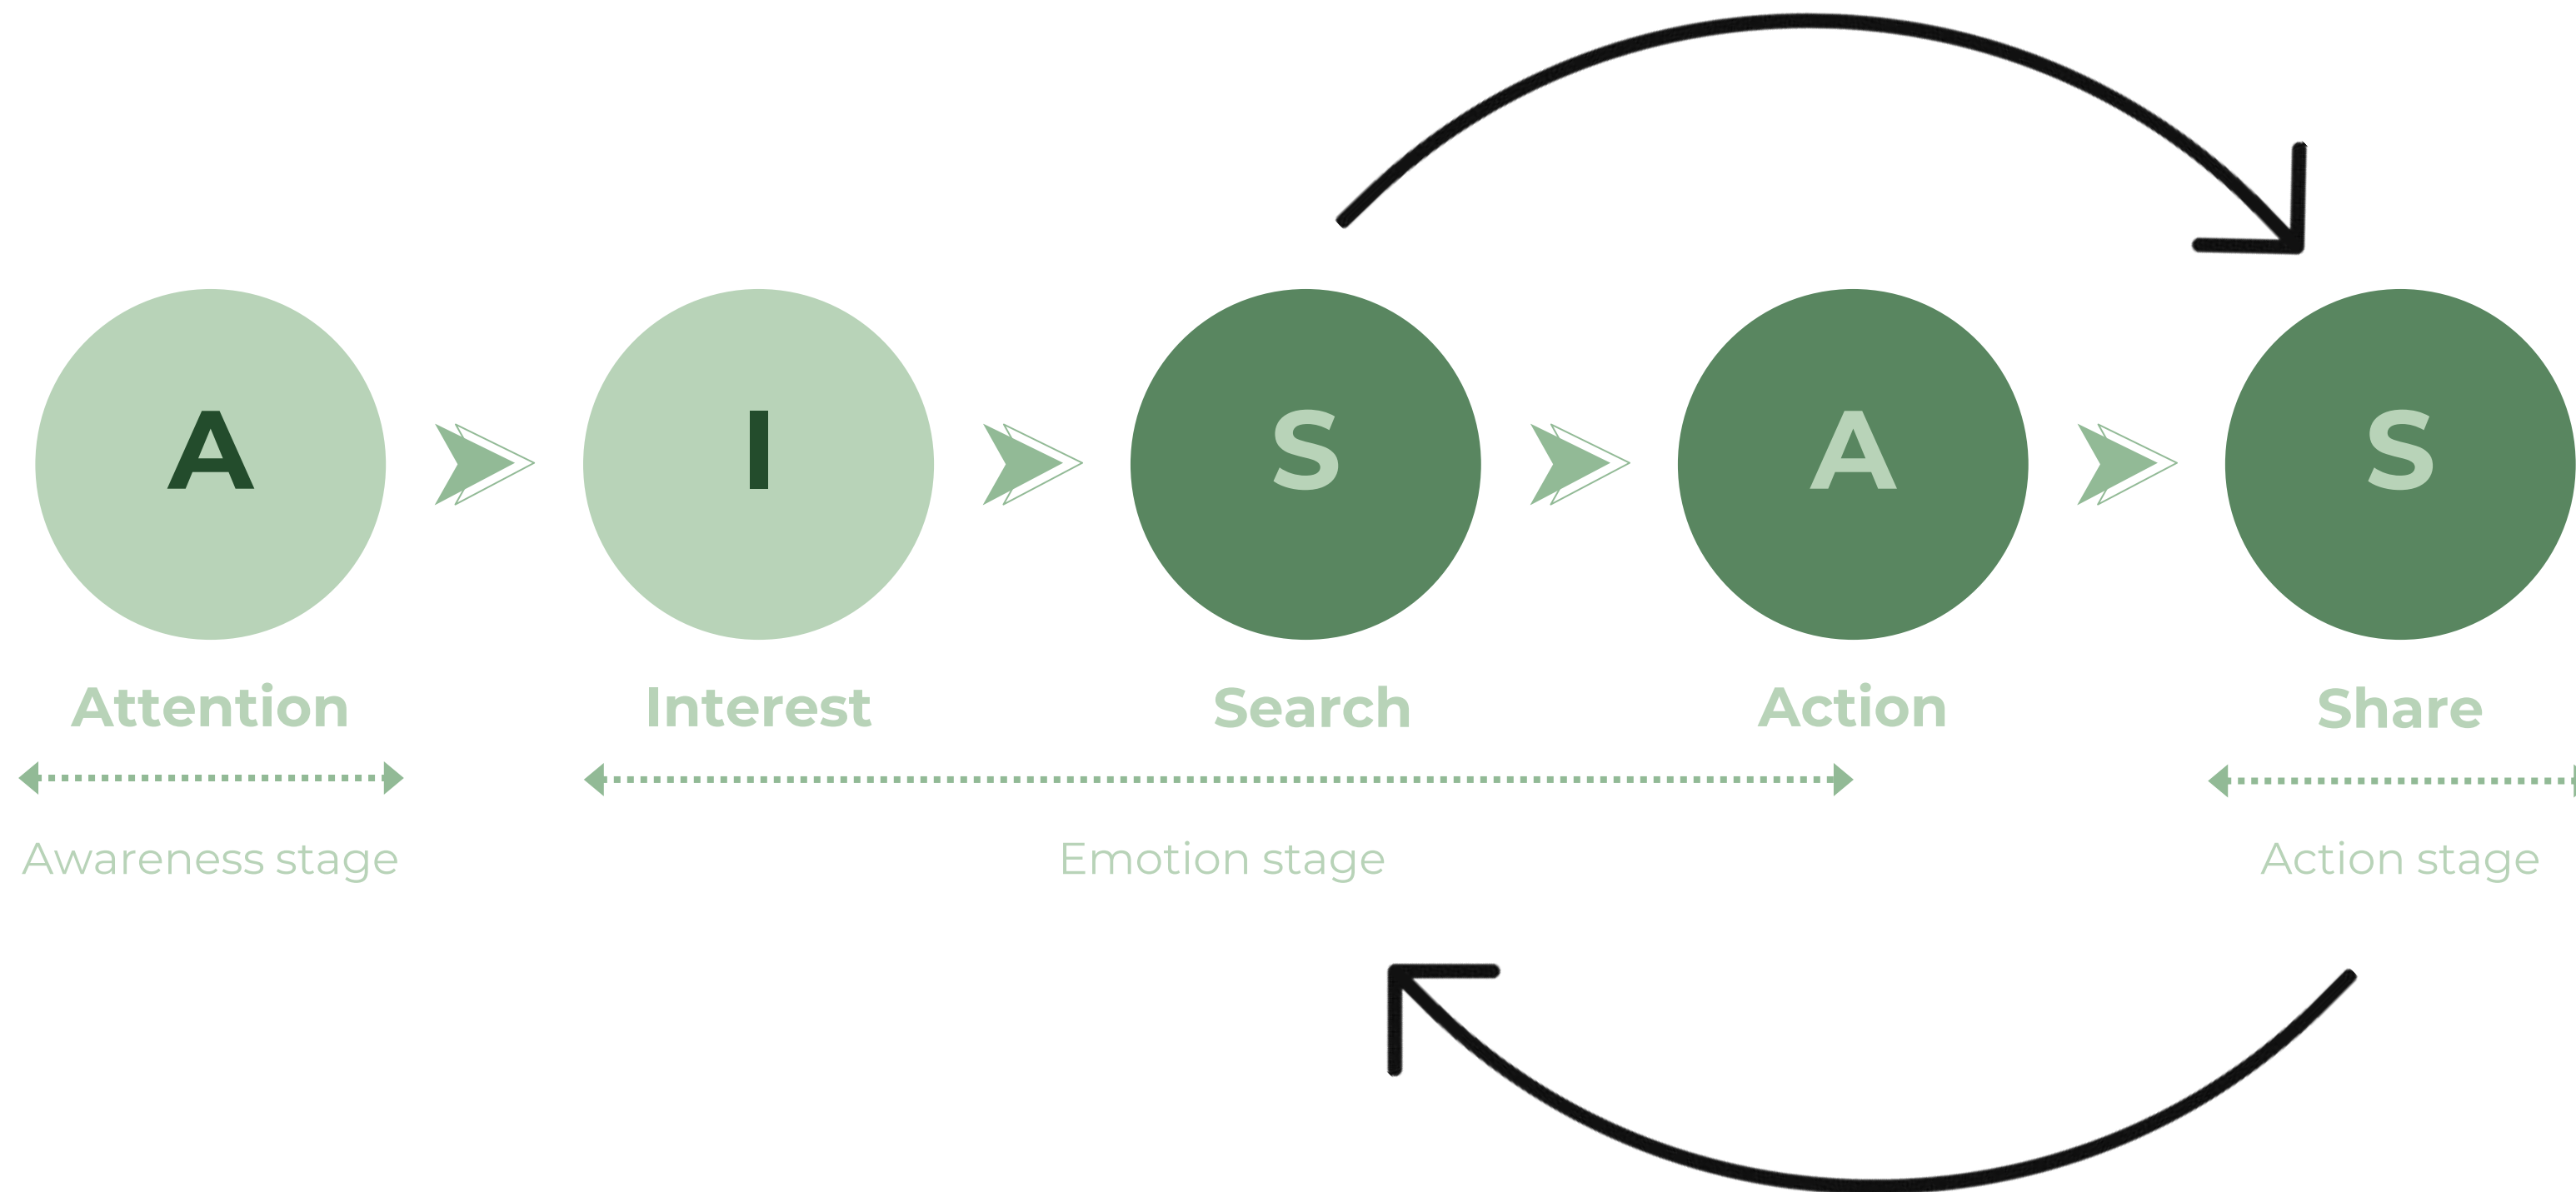 A
I
S
A
S
Attention
Interest
Search
Action
Share
Awareness stage
Emotion stage
Action stage